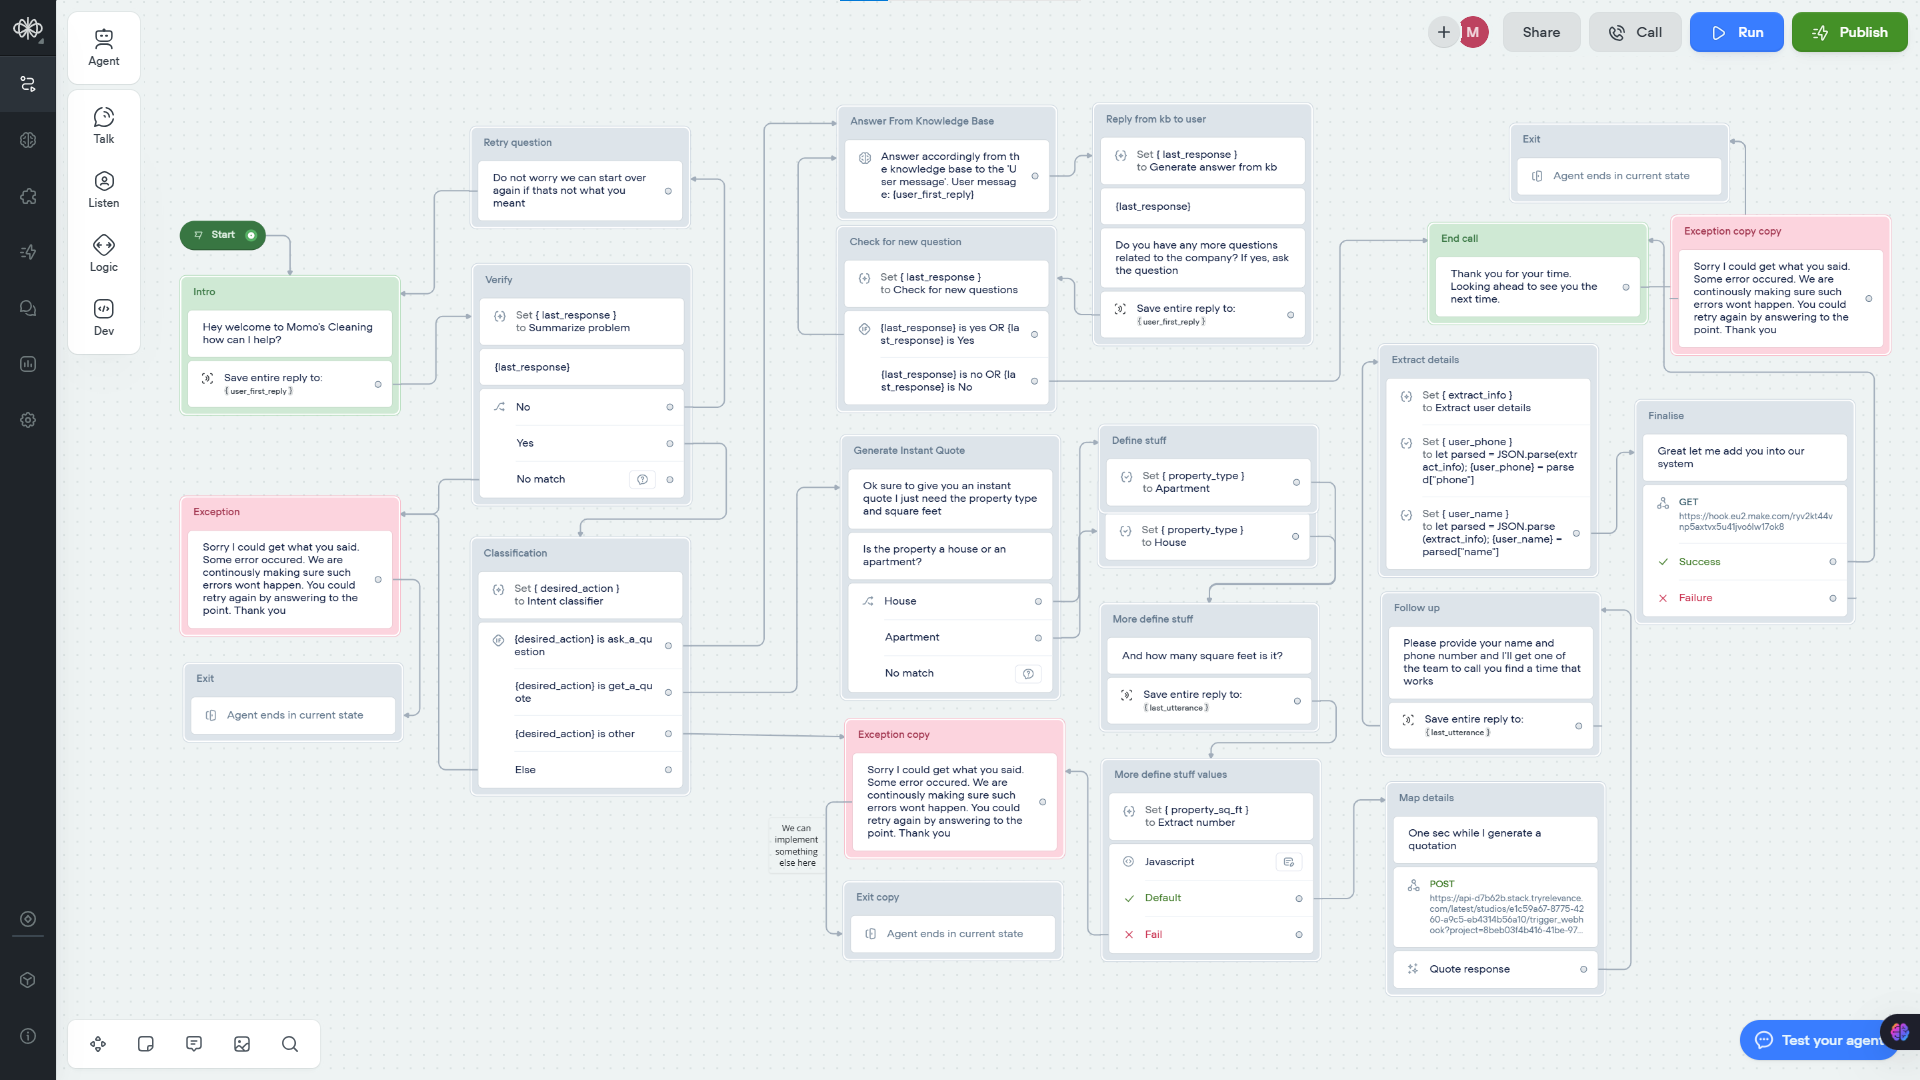 Agent
Talk
Listen
Logic
Dev
M
Share
Call
Run
Publish
Start
Intro
Hey welcome to Momo's Cleaning
how can I help?
Save entire reply to:
{ user_first_reply }
Exception
Sorry I could get what you said.
Some error occured. We are
continously making sure such
errors wont happen. You could
retry again by answering to the
point. Thank you
Exit
Agent ends in current state
Retry question
Do not worry we can start over
again if thats not what you
meant
Verify
Set { last_response }
to Summarize problem
{last_response}
No
Yes
No match
Classification
Set { desired_action }
to Intent classifier
{desired_action} is ask_a_qu
estion
{desired_action} is get_a_qu
ote
{desired_action} is other
Else
Answer From Knowledge Base
Answer accordingly from th
e knowledge base to the 'U
ser message'. User messag
e: {user_first_reply}
Check for new question
Set { last_response }
to Check for new questions
{last_response} is yes OR {la
st_response} is Yes
{last_response} is no OR {la
st_response} is No
Generate Instant Quote
Ok sure to give you an instant
quote I just need the property type
and square feet
Is the property a house or an
apartment?
House
Apartment
No match
Exception copy
Sorry I could get what you said.
Some error occured. We are
continously making sure such
errors wont happen. You could
retry again by answering to the
point. Thank you
We can
implement
something
else here
Exit copy
Agent ends in current state
Reply from kb to user
Set { last_response }
to Generate answer from kb
{last_response}
Do you have any more questions
related to the company? If yes, ask
the question
Save entire reply to:
{ user_first_reply }
Define stuff
Set { property_type }
to Apartment
Set { property_type }
to House
More define stuff
And how many square feet is it?
Save entire reply to:
{ last_utterance }
More define stuff values
Set { property_sq_ft }
to Extract number
Javascript
Default
Fail
Exit
Agent ends in current state
End call
Thank you for your time.
Looking ahead to see you the
next time.
Exception copy copy
Sorry I could get what you said.
Some error occured. We are
continously making sure such
errors wont happen. You could
retry again by answering to the
point. Thank you
Extract details
Set { extract_info }
to Extract user details
Set { user_phone }
to let parsed = JSON.parse(extr
act_info); {user_phone} = parse
d["phone"]
Set { user_name }
to let parsed = JSON.parse
(extract_info); {user_name} =
parsed["name"]
Finalise
Great let me add you into our
system
GET
https://hook.eu2.make.com/ryv2kt44v
np5axtvx5u41jvo6lw17ok8
Success
Failure
Follow up
Please provide your name and
phone number and I'll get one of
the team to call you find a time that
works
Save entire reply to:
{ last_utterance }
Map details
One sec while I generate a
quotation
POST
https://api-d7b62b.stack.tryrelevance.
com/latest/studios/e1c59a67-8775-42
60-a9c5-eb4314b56a10/trigger_webh
ook?project=8beb03f4b416-41be-97...
Quote response
Test your agent